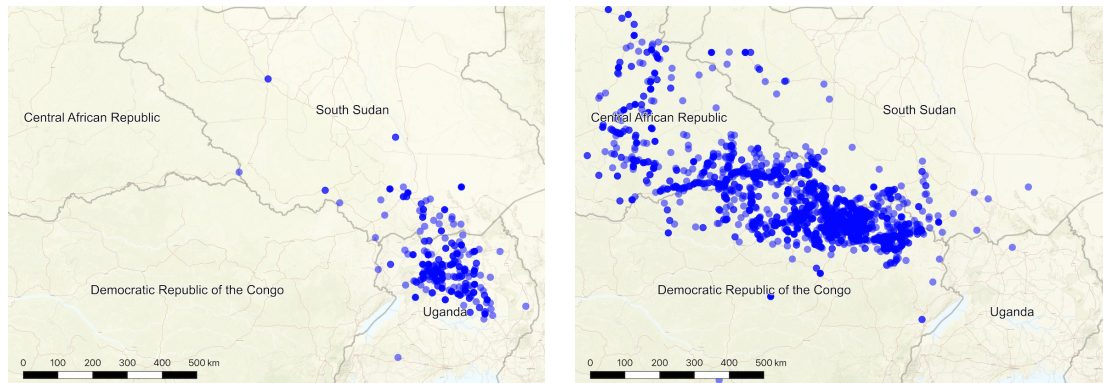 Central African Republic
South Sudan
Democratic Republic of the Congo
Uganda
0 100 200 300 400 500 km
Central African Republic
South Sudan
Democratic Republic of the Congo
Uganda
0 100 200 300 400 500 km